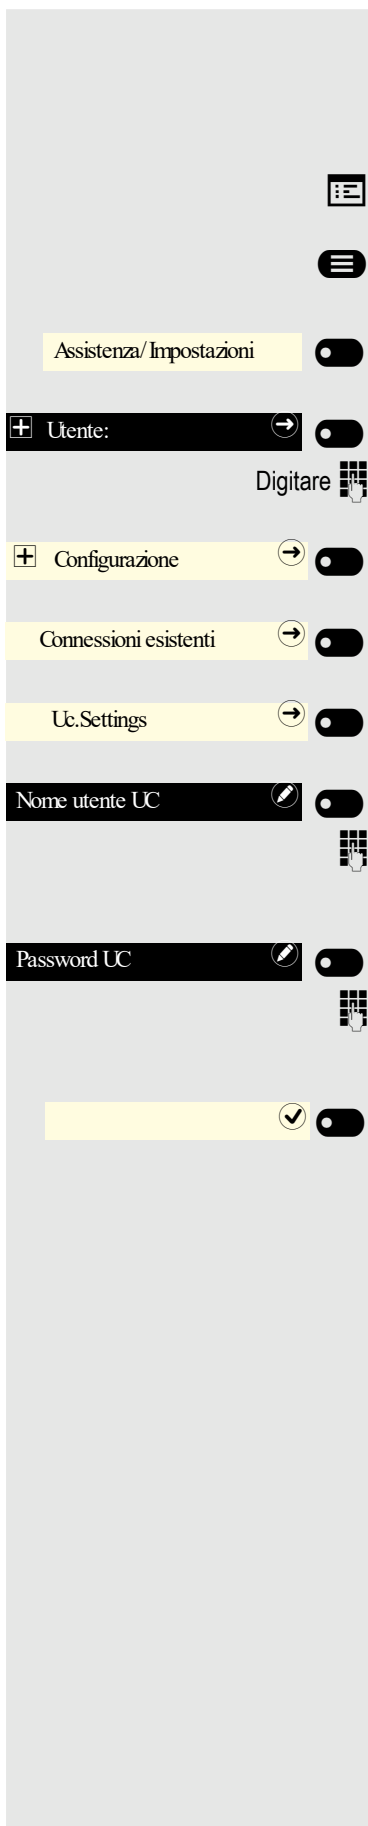 Assistenza/Impostazioni
Utente:
Digitare
Configurazione
Connessioni esistenti
Uc.Settings
Nome utente UC
Password UC